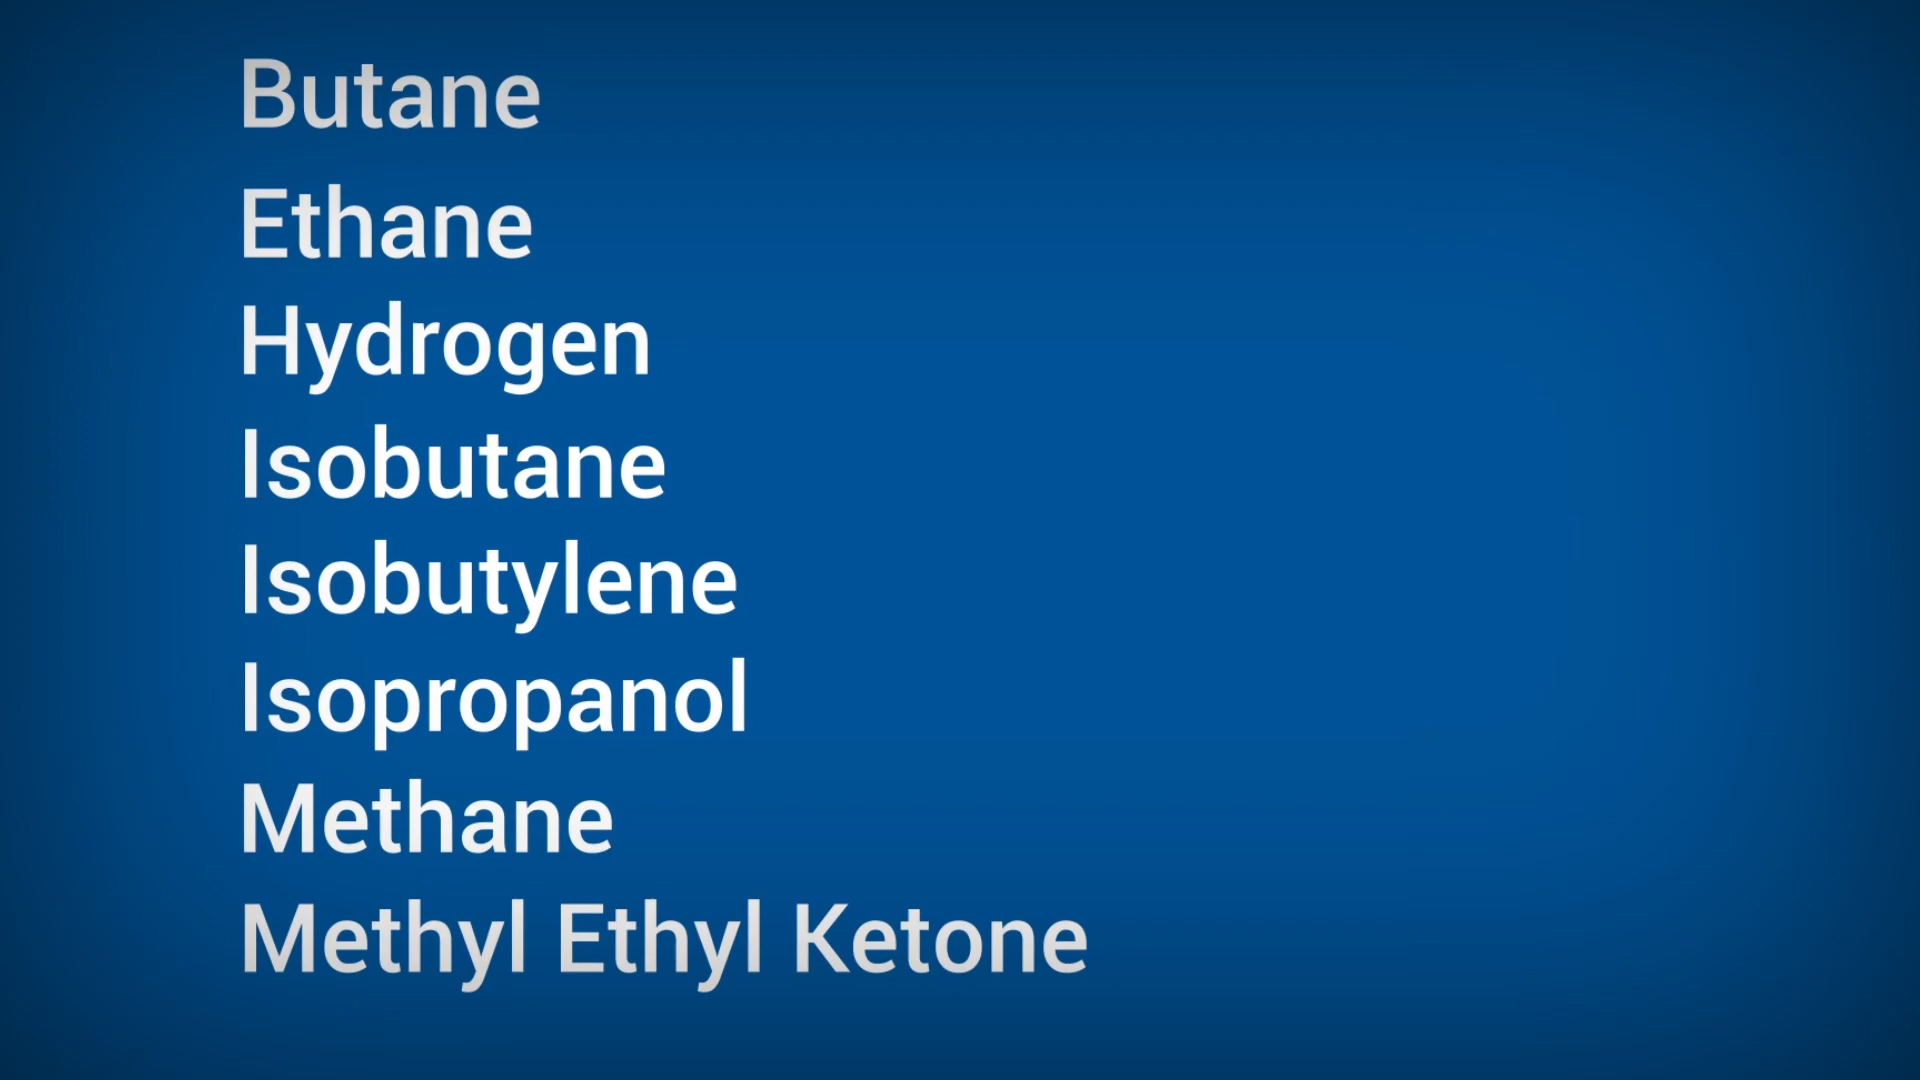 Butane
Ethane
Hydrogen
Isobutane
Isobutylene
Isopropanol
Methane
Methyl Ethyl Ketone